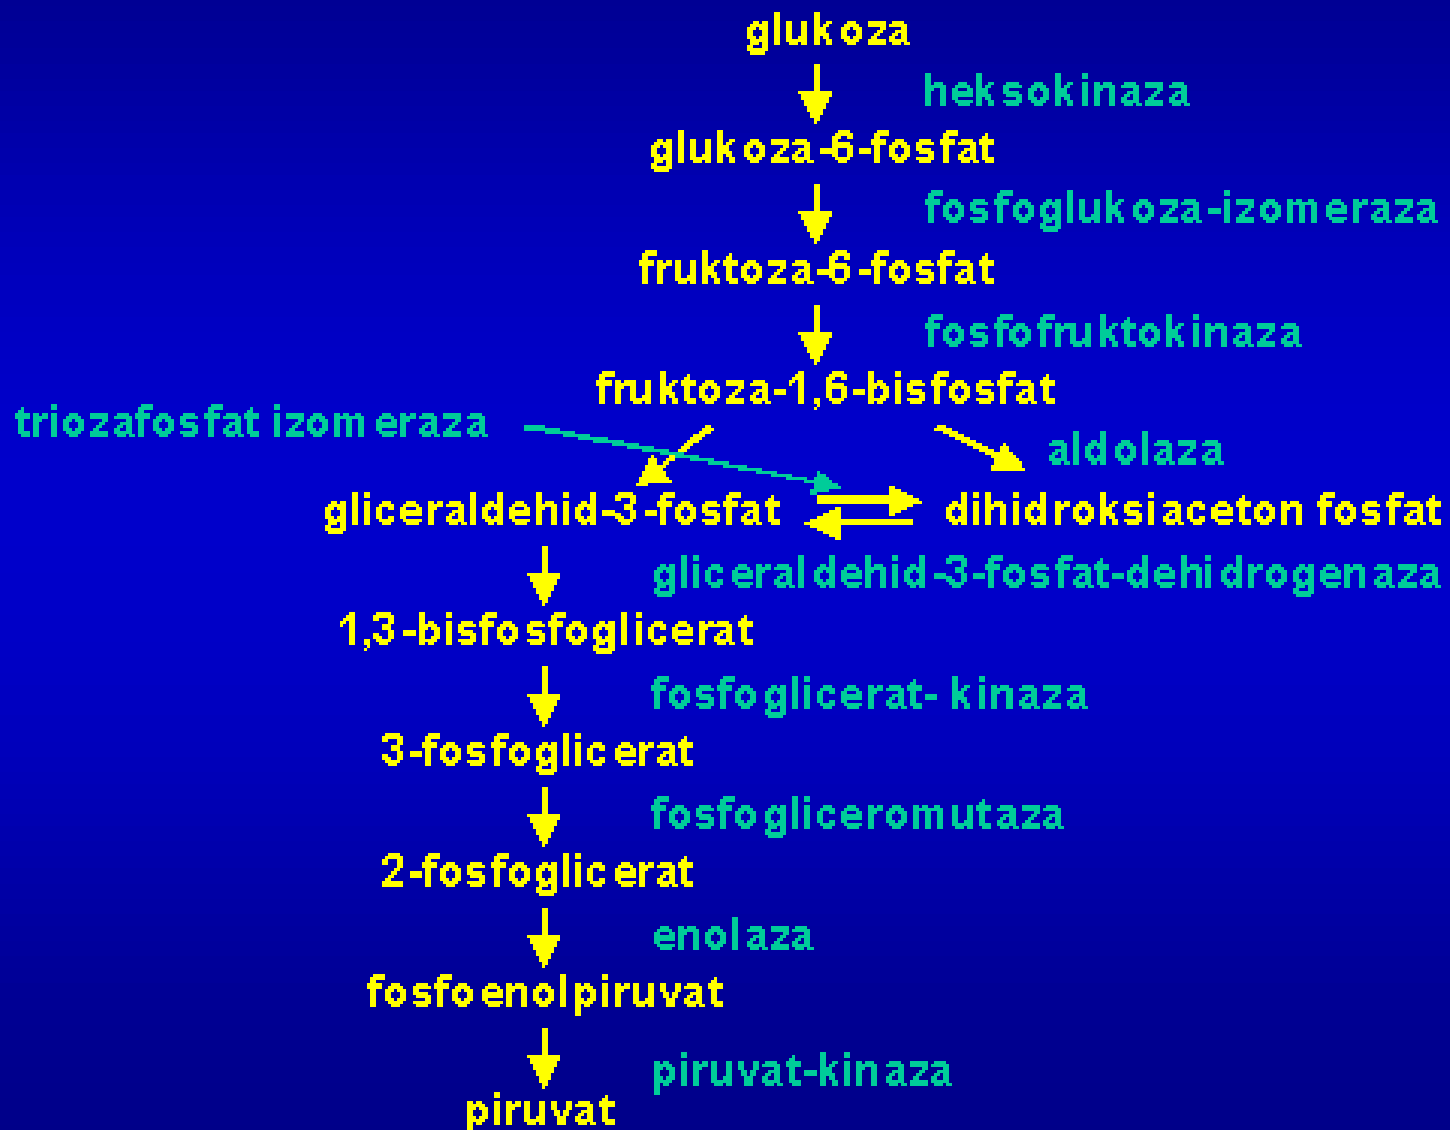 glukoza
heksokinaza
glukoza-6-fosfat
fosfoglukoza-izomeraza
fruktoza-6-fosfat
fosfofruktokinaza
fruktoza-1,6-bisfosfat
triozafosfat izomeraza
aldolaza
gliceraldehid-3-fosfat
dihidroksiaceton fosfat
gliceraldehid-3-fosfat-dehidrogenaza
1,3-bisfosfoglicerat
fosfoglicerat- kinaza
3-fosfoglicerat
fosfogliceromutaza
2-fosfoglicerat
enolaza
fosfoenolpiruvat
piruvat-kinaza
piruvat